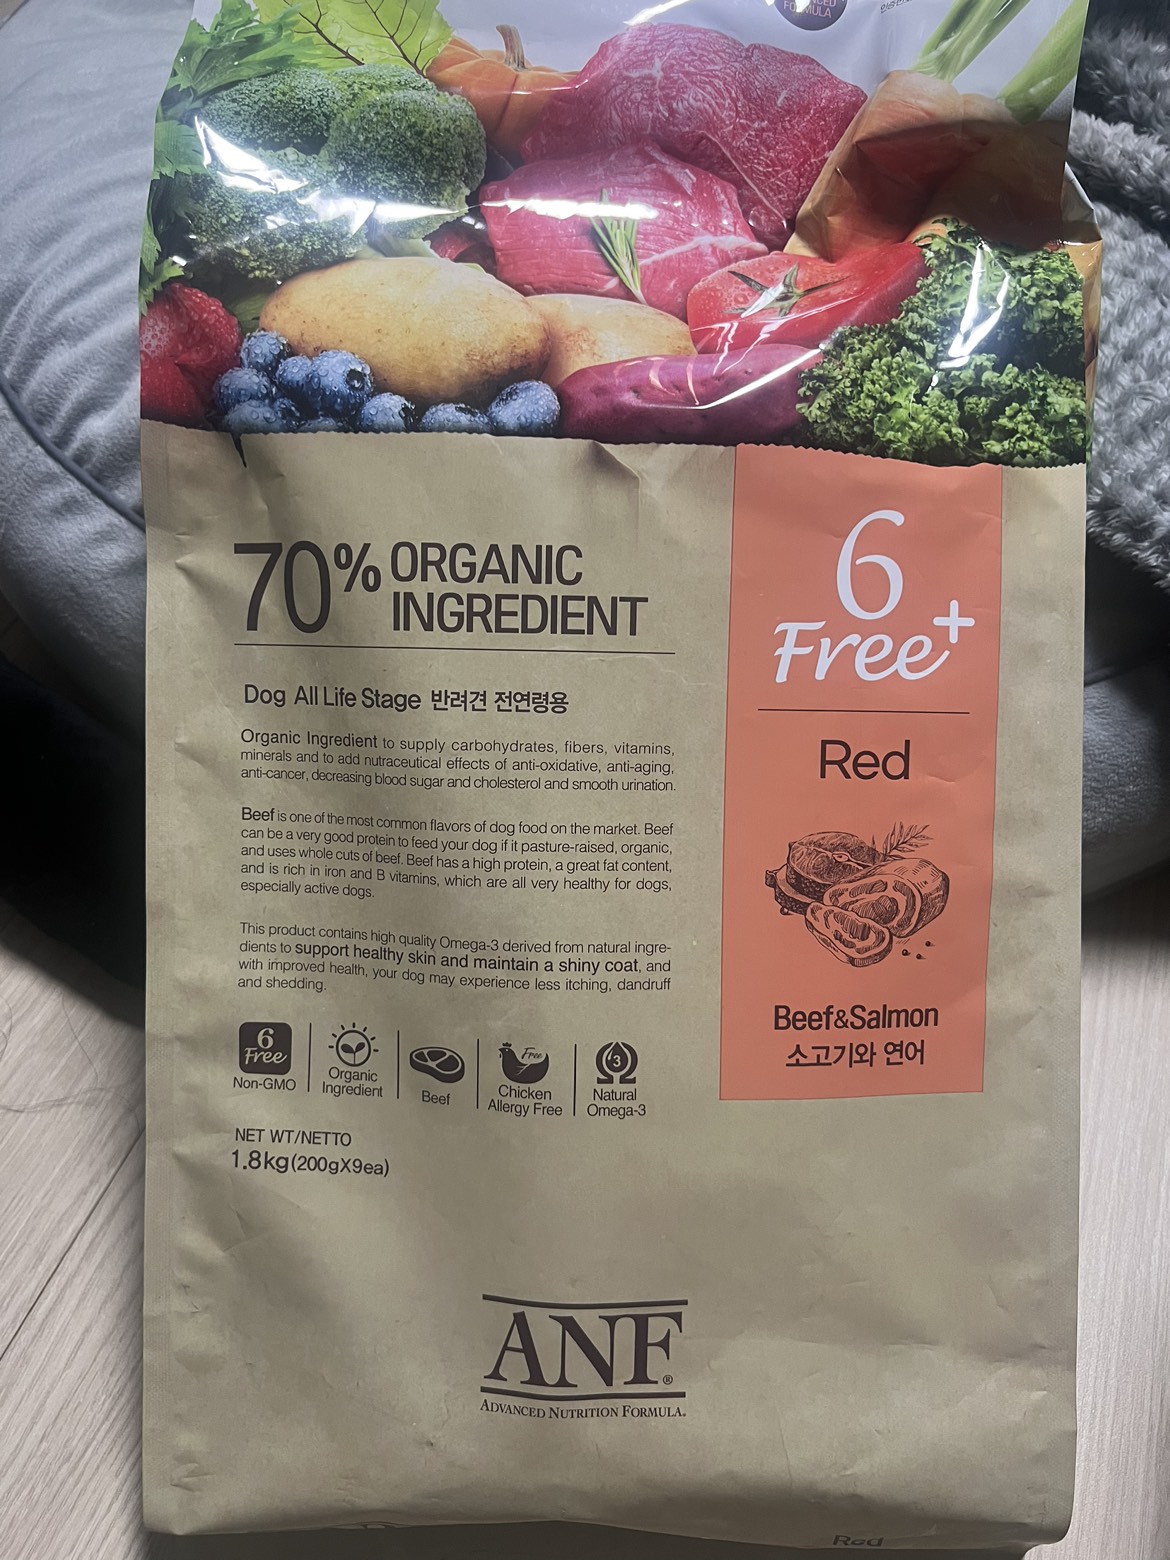 FORMULA
70% ORGANIC
INGREDIENT
Dog All Life Stage 반려견 전연령용
Organic Ingredient to supply carbohydrates, fibers, vitamins,
minerals and to add nutraceutical effects of anti-oxidative, anti-aging,
anti-cancer, decreasing blood sugar and cholesterol and smooth urination.
Beef is one of the most common flavors of dog food on the market. Beef
can be a very good protein to feed your dog if it pasture-raised, organic,
and uses whole cuts of beef. Beef has a high protein, a great fat content,
and is rich in iron and B vitamins, which are all very healthy for dogs,
especially active dogs.
This product contains high quality Omega-3 derived from natural ingre-
dients to support healthy skin and maintain a shiny coat, and
with improved health, your dog may experience less itching, dandruff
and shedding.
6
Free
Non-GMO
Organic
Ingredient
Beef
Free
Chicken
Allergy Free
3
Natural
Omega-3
NET WT/NETTO
1.8kg(200gX9ea)
6
Free+
Red
Beef&Salmon
소고기와 연어
ANF®
ADVANCED NUTRITION FORMULA.
Red